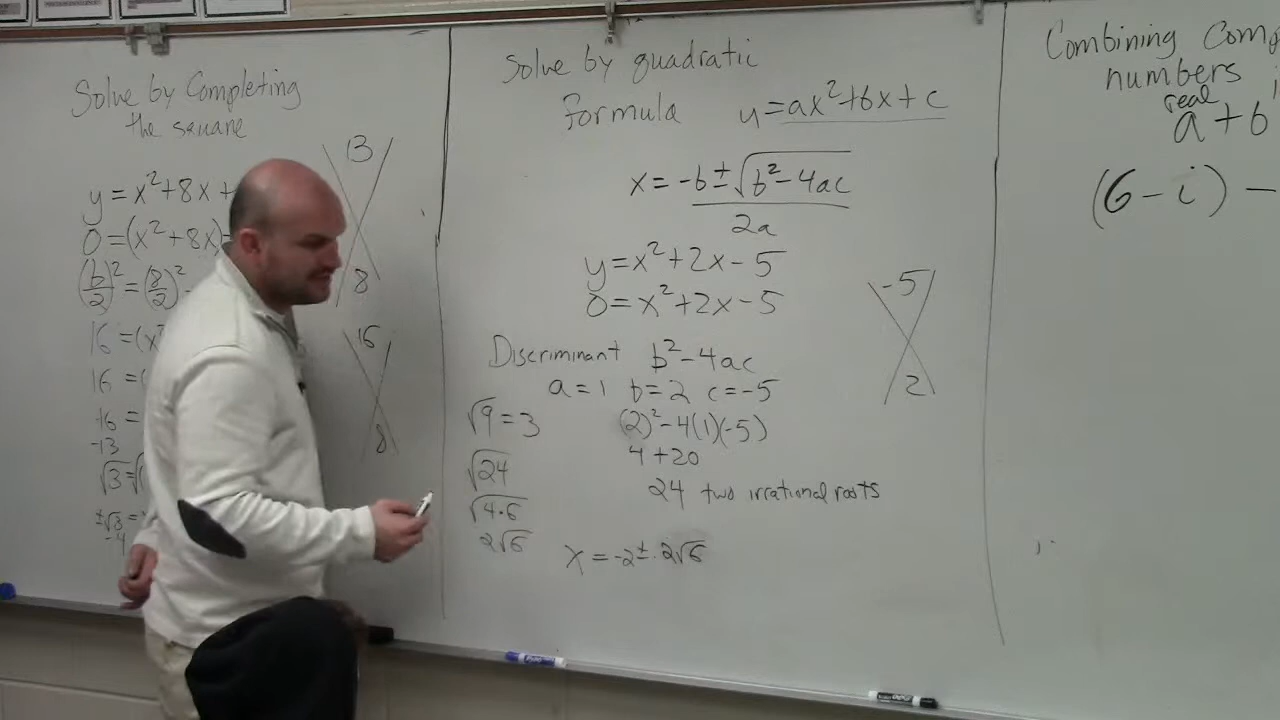 Solve by Completing
the square
13
y = x² + 8x +
0 = (x² + 8x)
8
(b/2)² = (8/2)²
16 = (x²
16
16 = (
+6 =
-13
8
√3 = √
±√3 =
-4
Solve by quadratic
formula y = ax² + bx + c
x = -b ± √b² - 4ac
2a
y = x² + 2x - 5
0 = x² + 2x - 5
-5
2
Discriminant b² - 4ac
a = 1 b = 2 c = -5
√9 = 3 (2)² - 4(1)(-5)
√24 4 + 20
24 two irrational roots
√4·6
2√6 x = -2 ± 2√6
Combining
numbers
real
a + b
(6 - i) -